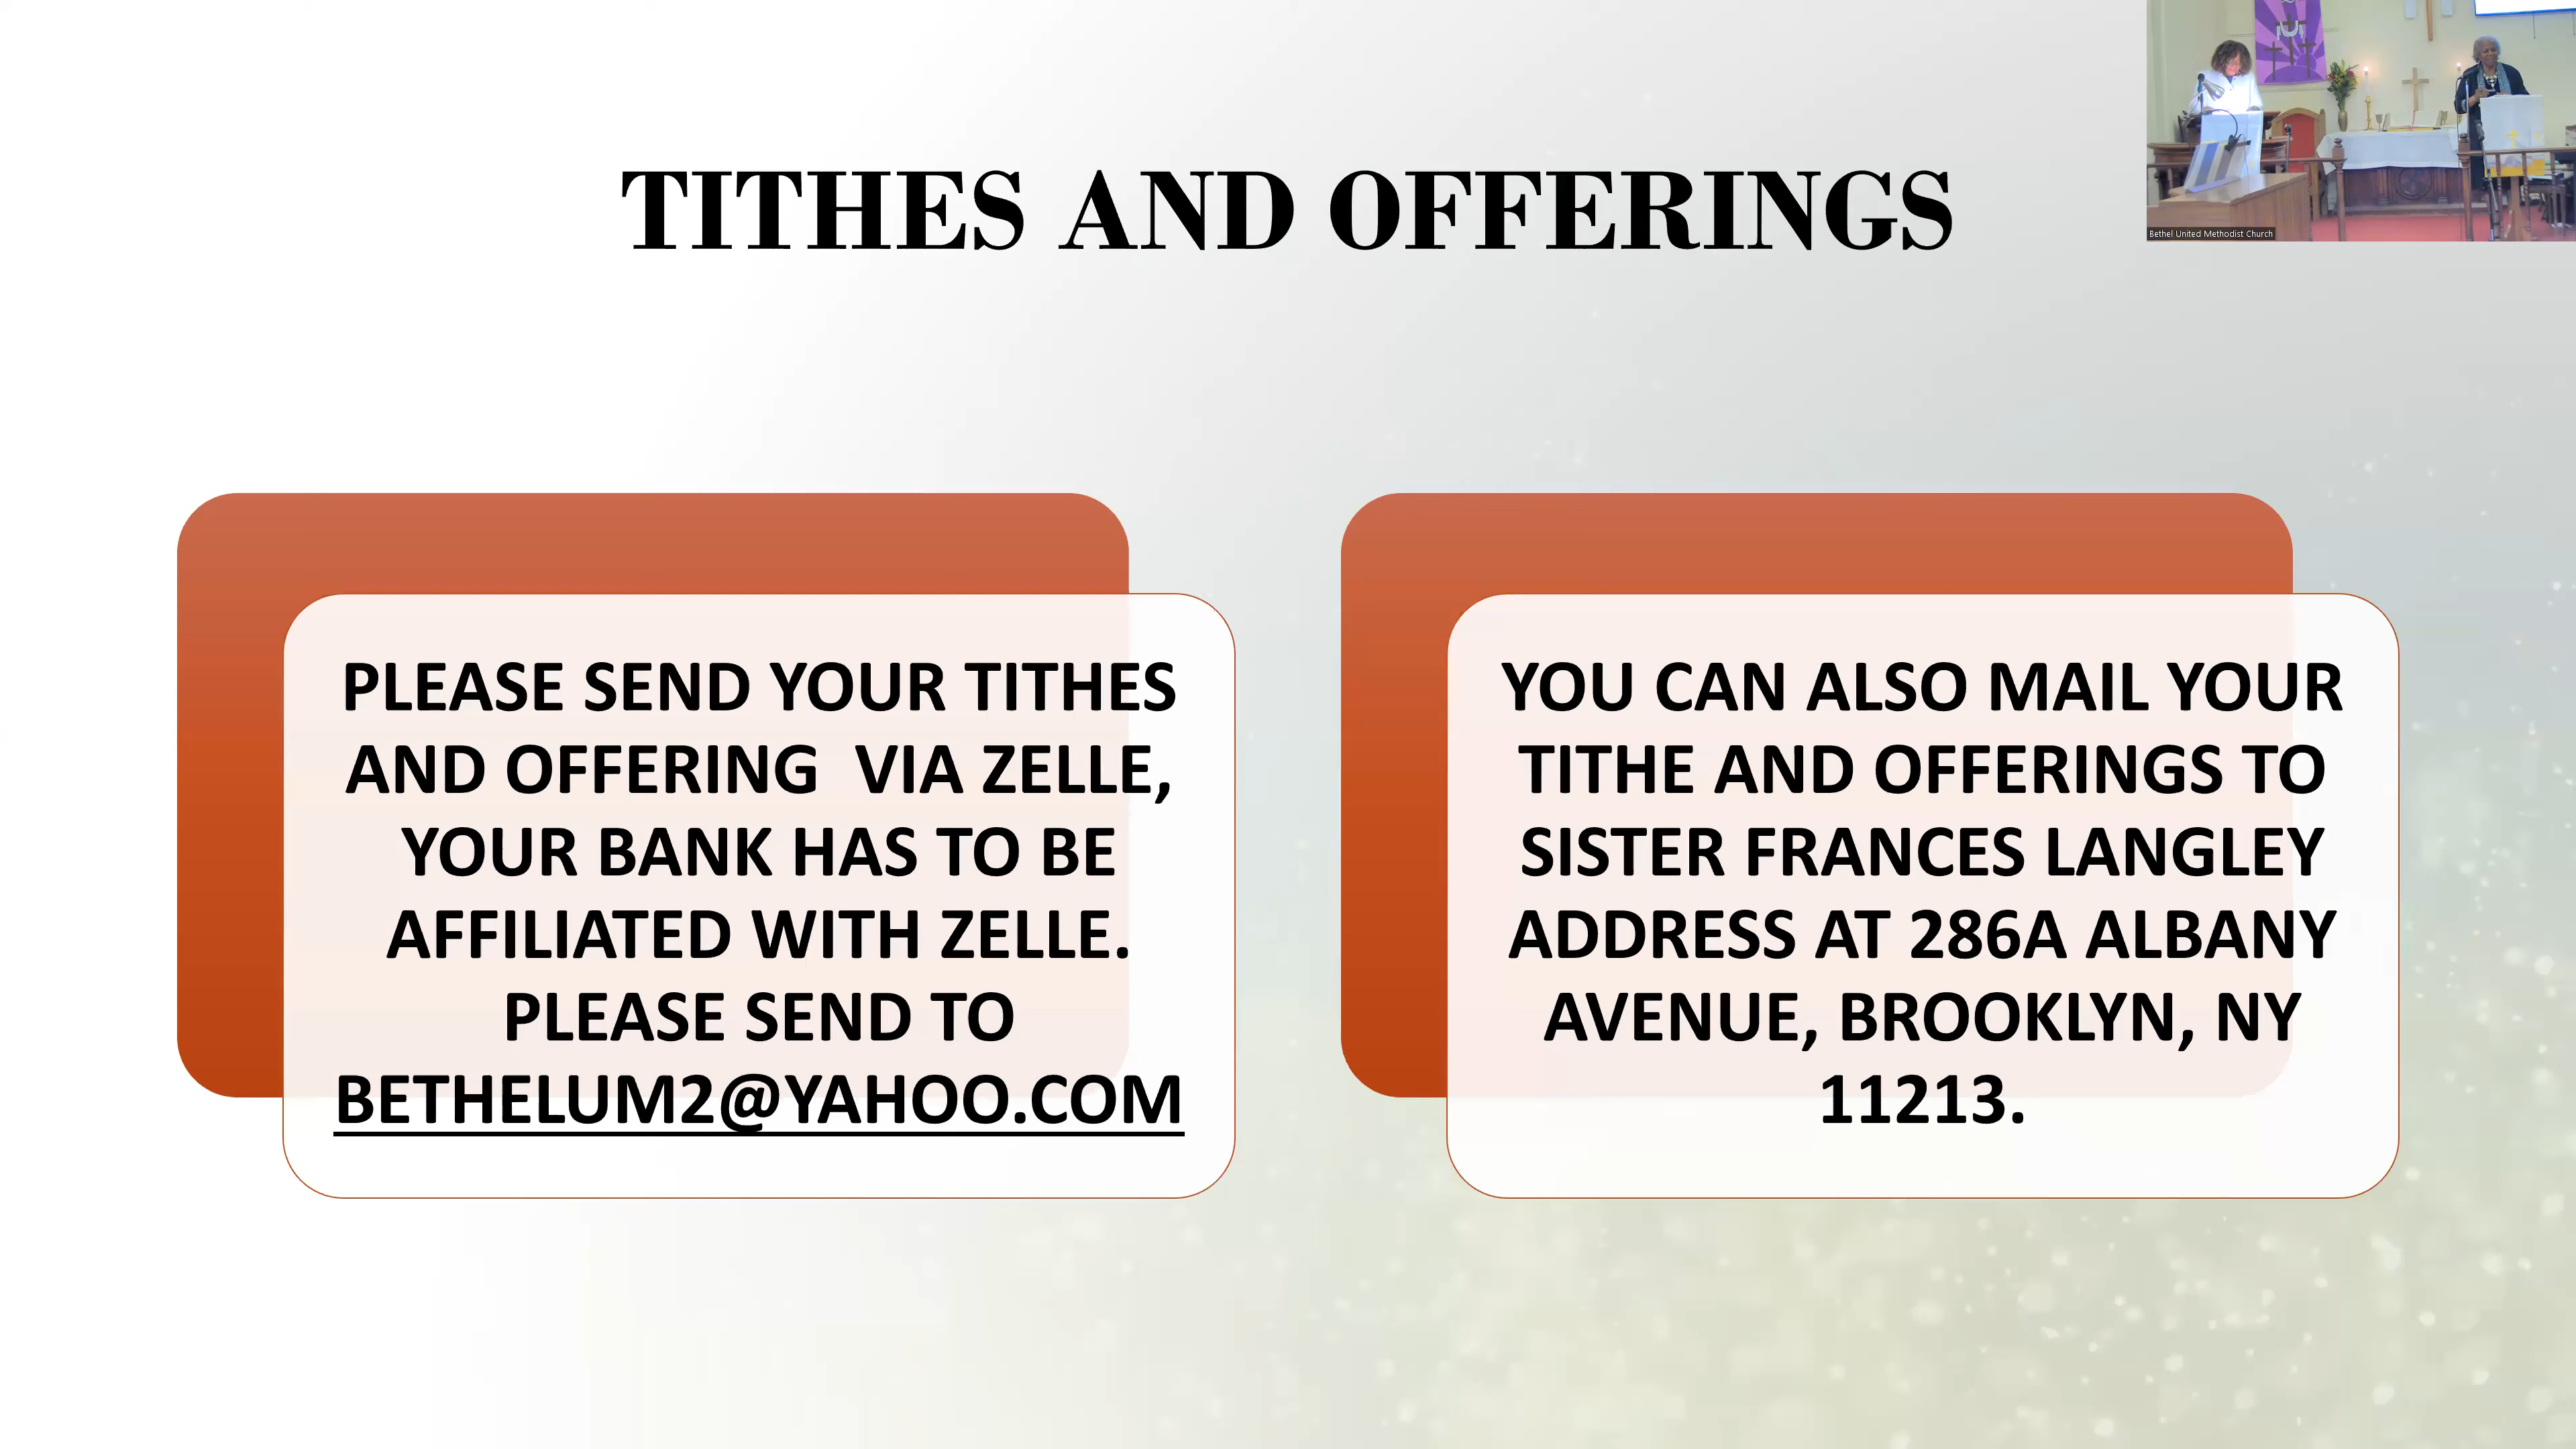 TITHES AND OFFERINGS
PLEASE SEND YOUR TITHES
AND OFFERING  VIA ZELLE,
YOUR BANK HAS TO BE
AFFILIATED WITH ZELLE.
PLEASE SEND TO
BETHELUM2@YAHOO.COM
YOU CAN ALSO MAIL YOUR
TITHE AND OFFERINGS TO
SISTER FRANCES LANGLEY
ADDRESS AT 286A ALBANY
AVENUE, BROOKLYN, NY
11213.
Bethel United Methodist Church